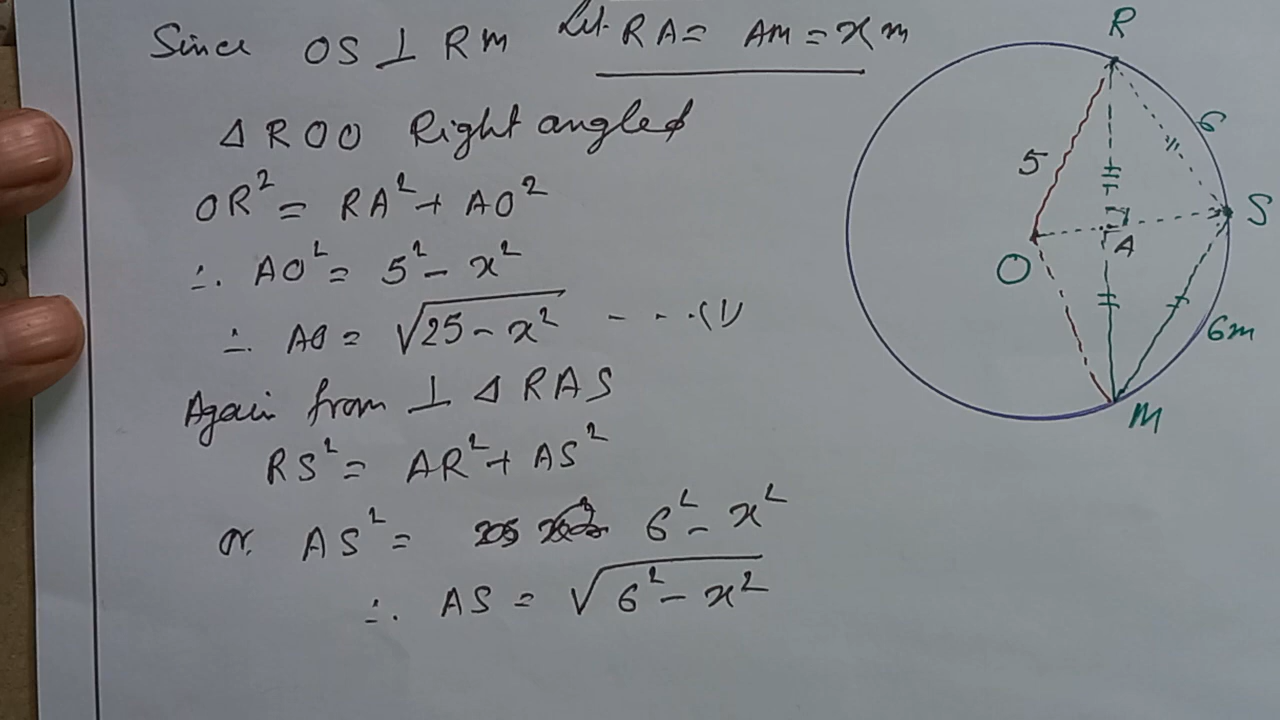 Since OS ⊥ RM Let. RA = AM = x m
Δ ROO Right angled
OR² = RA² + AO²
∴ AO² = 5² - x²
∴ AO = √25 - x² - - - .(1)
Again from ⊥ Δ RAS
RS² = AR² + AS²
or. AS² = 6² - x²
∴ AS = √6² - x²
R
6
5
S
A
O
6m
M